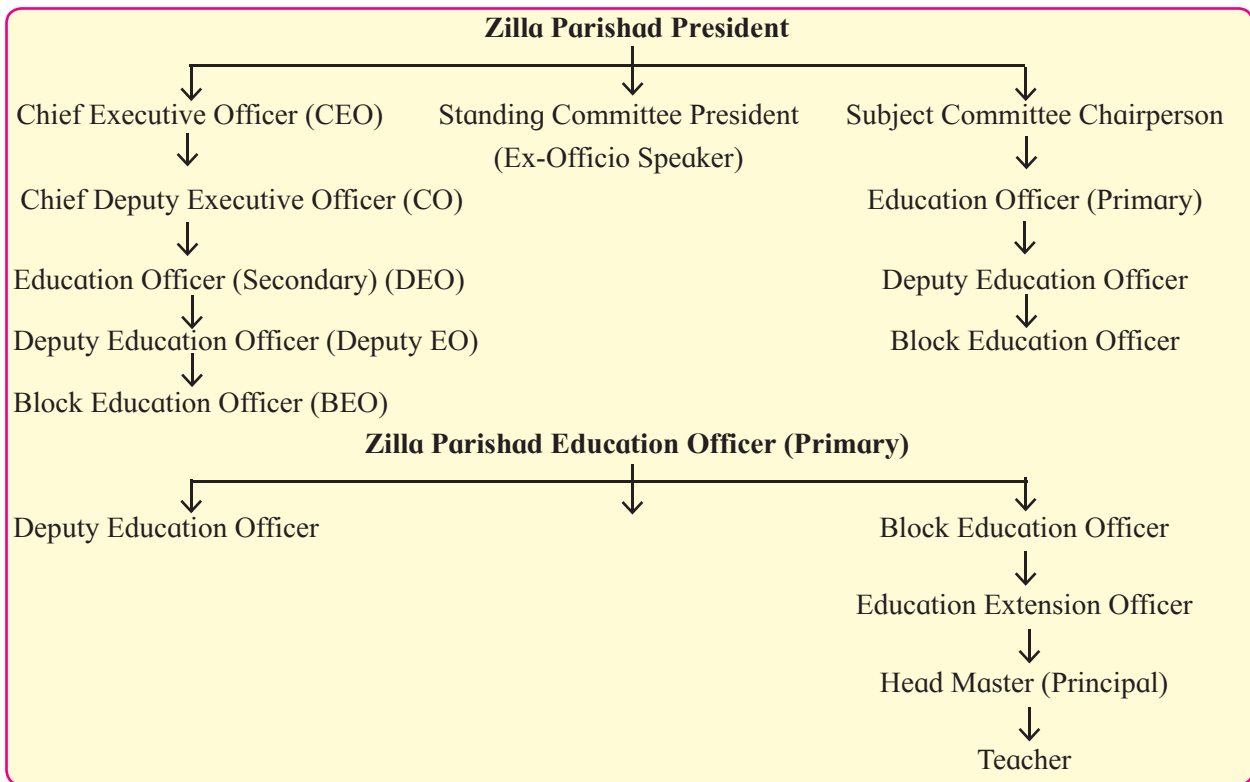 Zilla Parishad President
Chief Executive Officer (CEO)
Standing Committee President
(Ex-Officio Speaker)
Subject Committee Chairperson
Chief Deputy Executive Officer (CO)
Education Officer (Primary)
Education Officer (Secondary) (DEO)
Deputy Education Officer
Deputy Education Officer (Deputy EO)
Block Education Officer
Block Education Officer (BEO)
Zilla Parishad Education Officer (Primary)
Deputy Education Officer
Block Education Officer
Education Extension Officer
Head Master (Principal)
Teacher